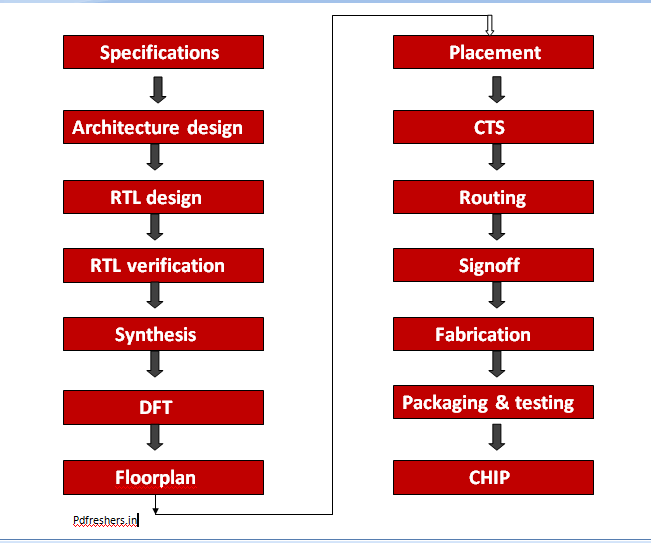 Specifications
Architecture design
RTL design
RTL verification
Synthesis
DFT
Floorplan
Pdfreshers.in
Placement
CTS
Routing
Signoff
Fabrication
Packaging & testing
CHIP